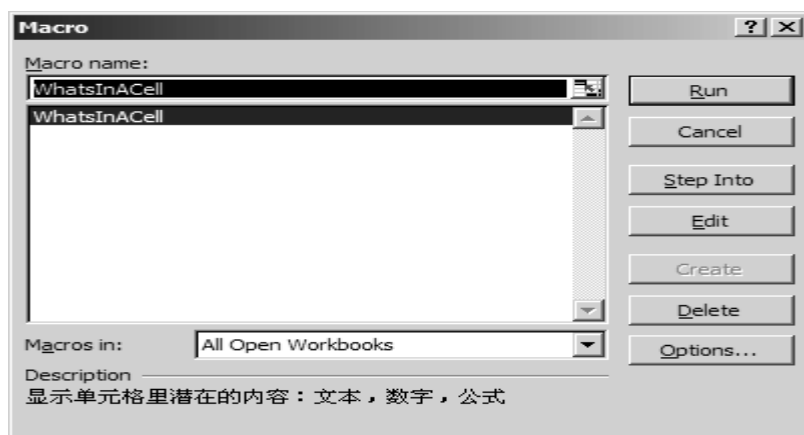 Macro
Macro name:
WhatsInACell
WhatsInACell
Run
Cancel
Step Into
Edit
Create
Delete
Options...
Macros in:
All Open Workbooks
Description
显示单元格里潜在的内容：文本，数字，公式